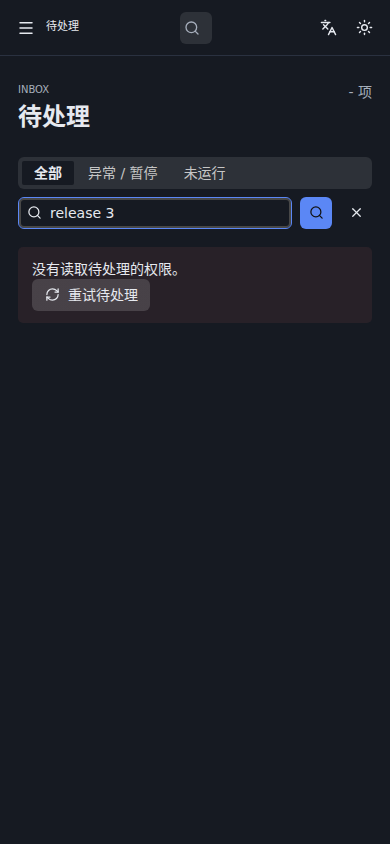 待处理
INBOX
- 项
待处理
全部
异常 / 暂停
未运行
release 3
没有读取待处理的权限。
重试待处理